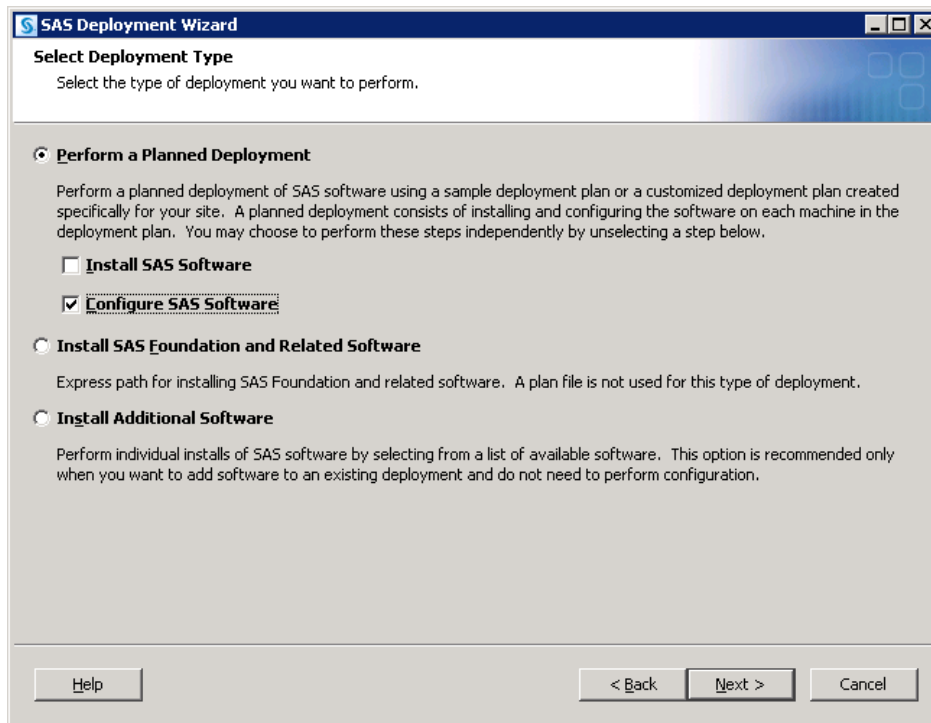 SAS Deployment Wizard
Select Deployment Type
Select the type of deployment you want to perform.
Perform a Planned Deployment
Perform a planned deployment of SAS software using a sample deployment plan or a customized deployment plan created
specifically for your site. A planned deployment consists of installing and configuring the software on each machine in the
deployment plan. You may choose to perform these steps independently by unselecting a step below.
Install SAS Software
Configure SAS Software
Install SAS Foundation and Related Software
Express path for installing SAS Foundation and related software. A plan file is not used for this type of deployment.
Install Additional Software
Perform individual installs of SAS software by selecting from a list of available software. This option is recommended only
when you want to add software to an existing deployment and do not need to perform configuration.
Help
< Back
Next >
Cancel